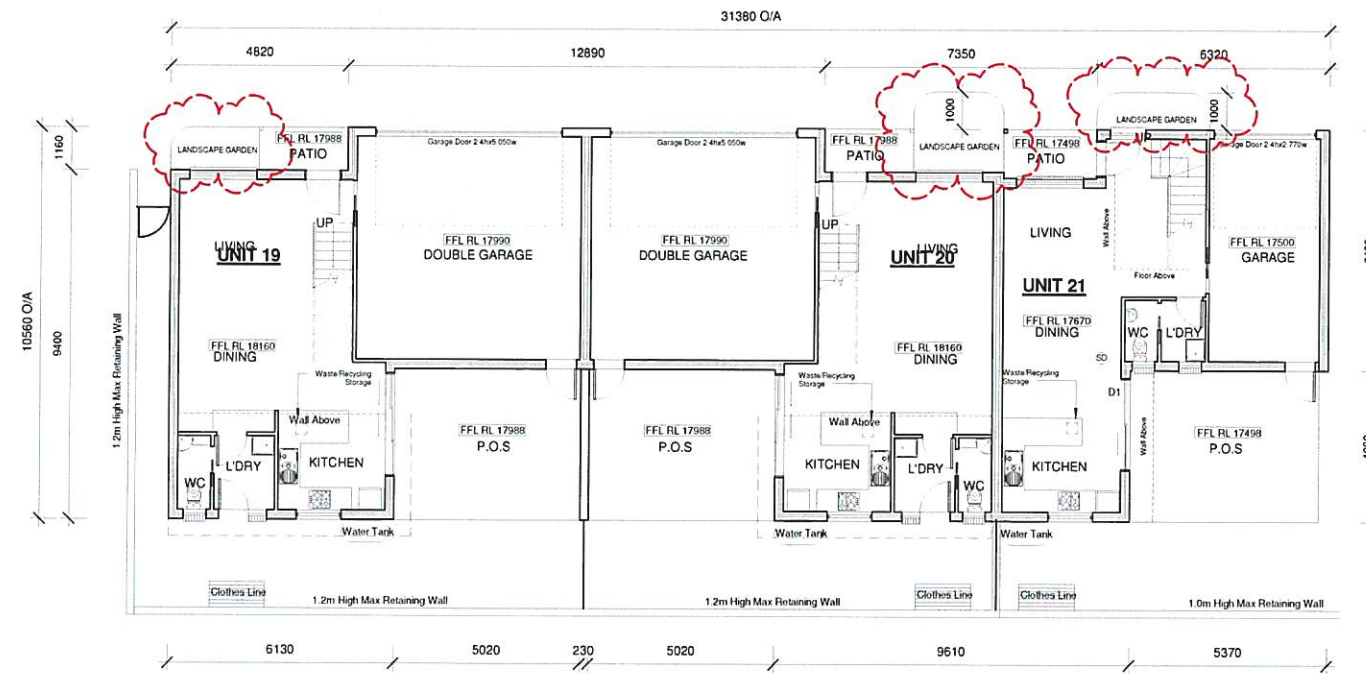 31380 O/A
4820
12890
7350
6320
1000
1000
LANDSCAPE GARDEN
FFL RL 17988
PATIO
Garage Door 2 4hx5 050w
Garage Door 2 4hx5 050w
PATIO
LANDSCAPE GARDEN
FFL RL 17498
PATIO
LANDSCAPE GARDEN
1160
10560 O/A
9400
1.2m High Max Retaining Wall
UP
LIVING
UNIT 19
FFL RL 17990
DOUBLE GARAGE
FFL RL 17990
DOUBLE GARAGE
UP
LIVING
UNIT 20
LIVING
UNIT 21
Wall Above
Floor Above
FFL RL 17500
GARAGE
FFL RL 18160
DINING
FFL RL 18160
DINING
FFL RL 17670
DINING
WC
L'DRY
SD
D1
Waste/Recycling
Storage
Waste/Recycling
Storage
Waste/Recycling
Storage
Wall Above
FFL RL 17988
P.O.S
FFL RL 17988
P.O.S
Wall Above
Wall Above
FFL RL 17498
P.O.S
WC
L'DRY
KITCHEN
KITCHEN
L'DRY
WC
KITCHEN
Water Tank
Water Tank
Water Tank
Clothes Line
1.2m High Max Retaining Wall
1.2m High Max Retaining Wall
Clothes Line
Clothes Line
1.0m High Max Retaining Wall
6130
5020
230
5020
9610
5370